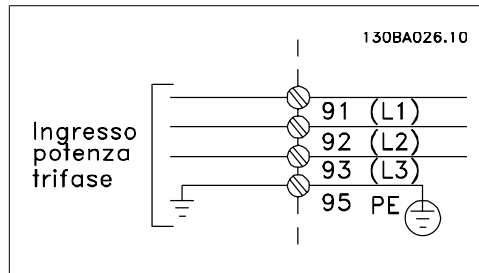 130BA026.10
Ingresso
potenza
trifase
91 (L1)
92 (L2)
93 (L3)
95 PE